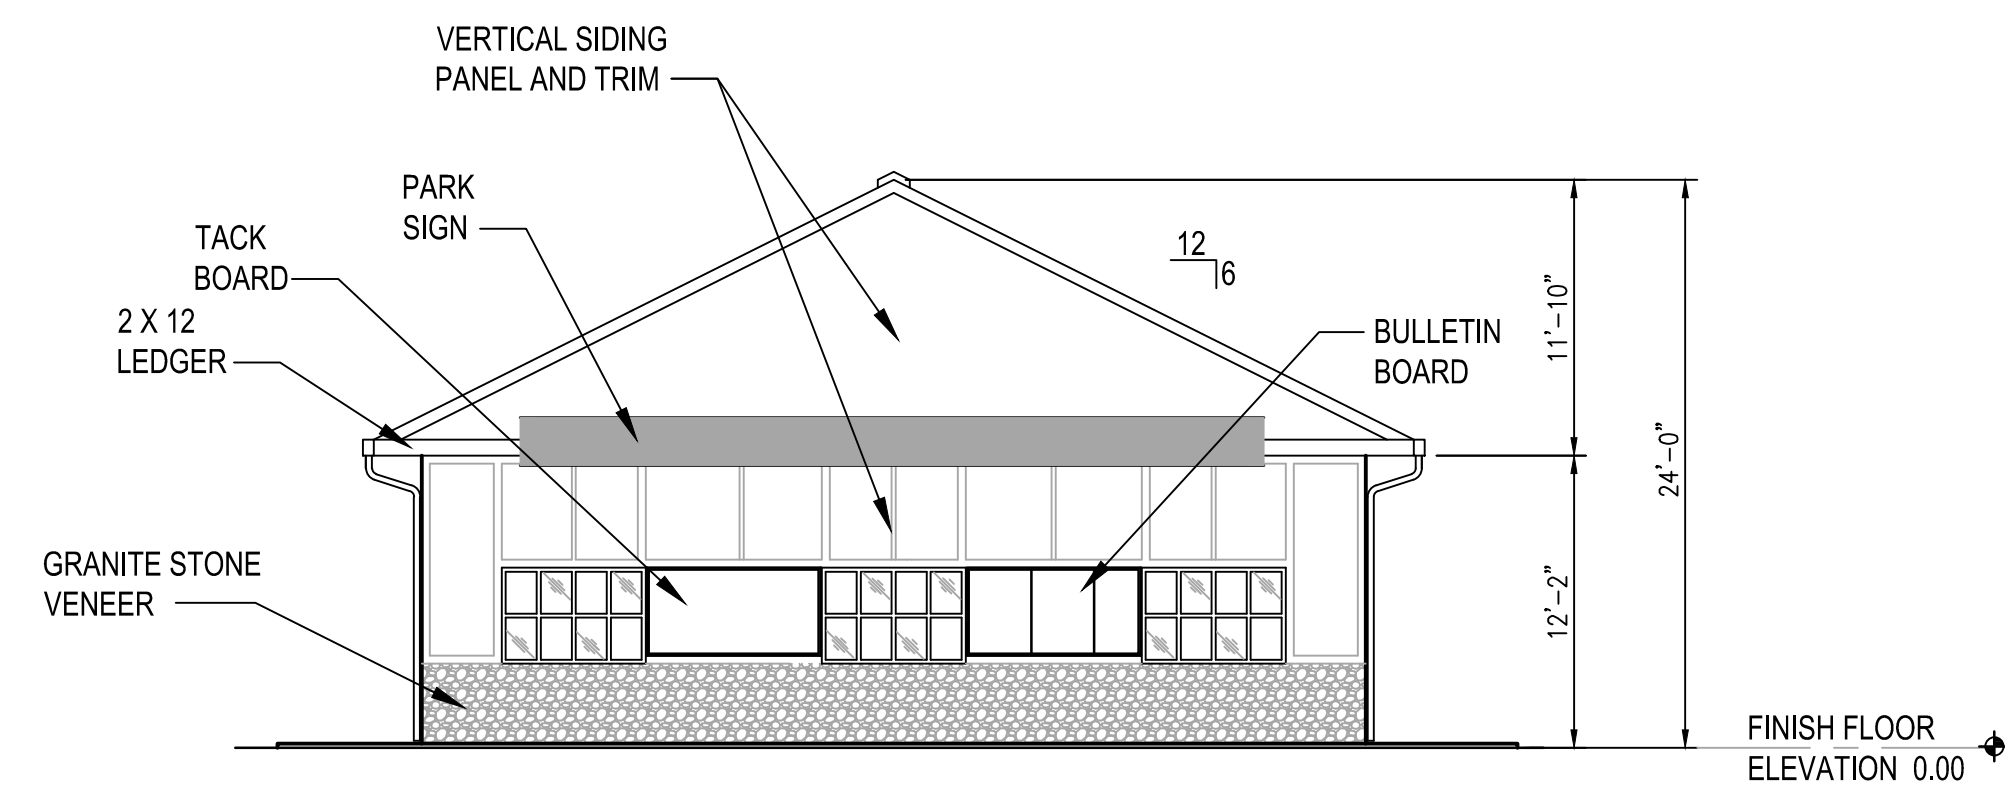 VERTICAL SIDING
PANEL AND TRIM
PARK
SIGN
TACK
BOARD
2 X 12
LEDGER
GRANITE STONE
VENEER
12
6
BULLETIN
BOARD
11'-10"
24'-0"
12'-2"
FINISH FLOOR
ELEVATION 0.00